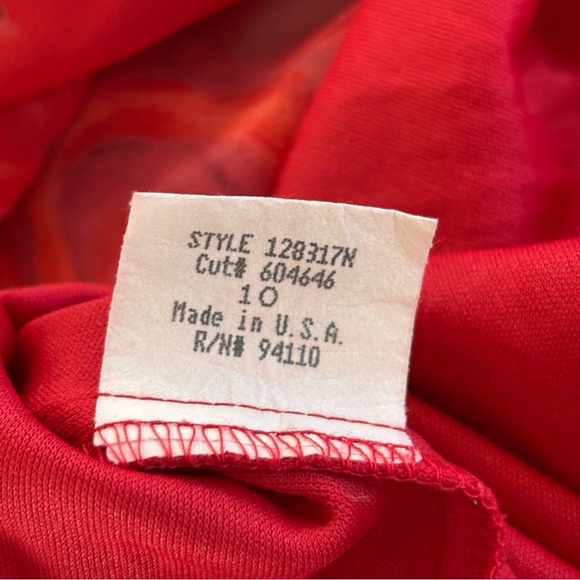 STYLE 128317N
Cut# 604646
10
Made in U.S.A.
R/N# 94110